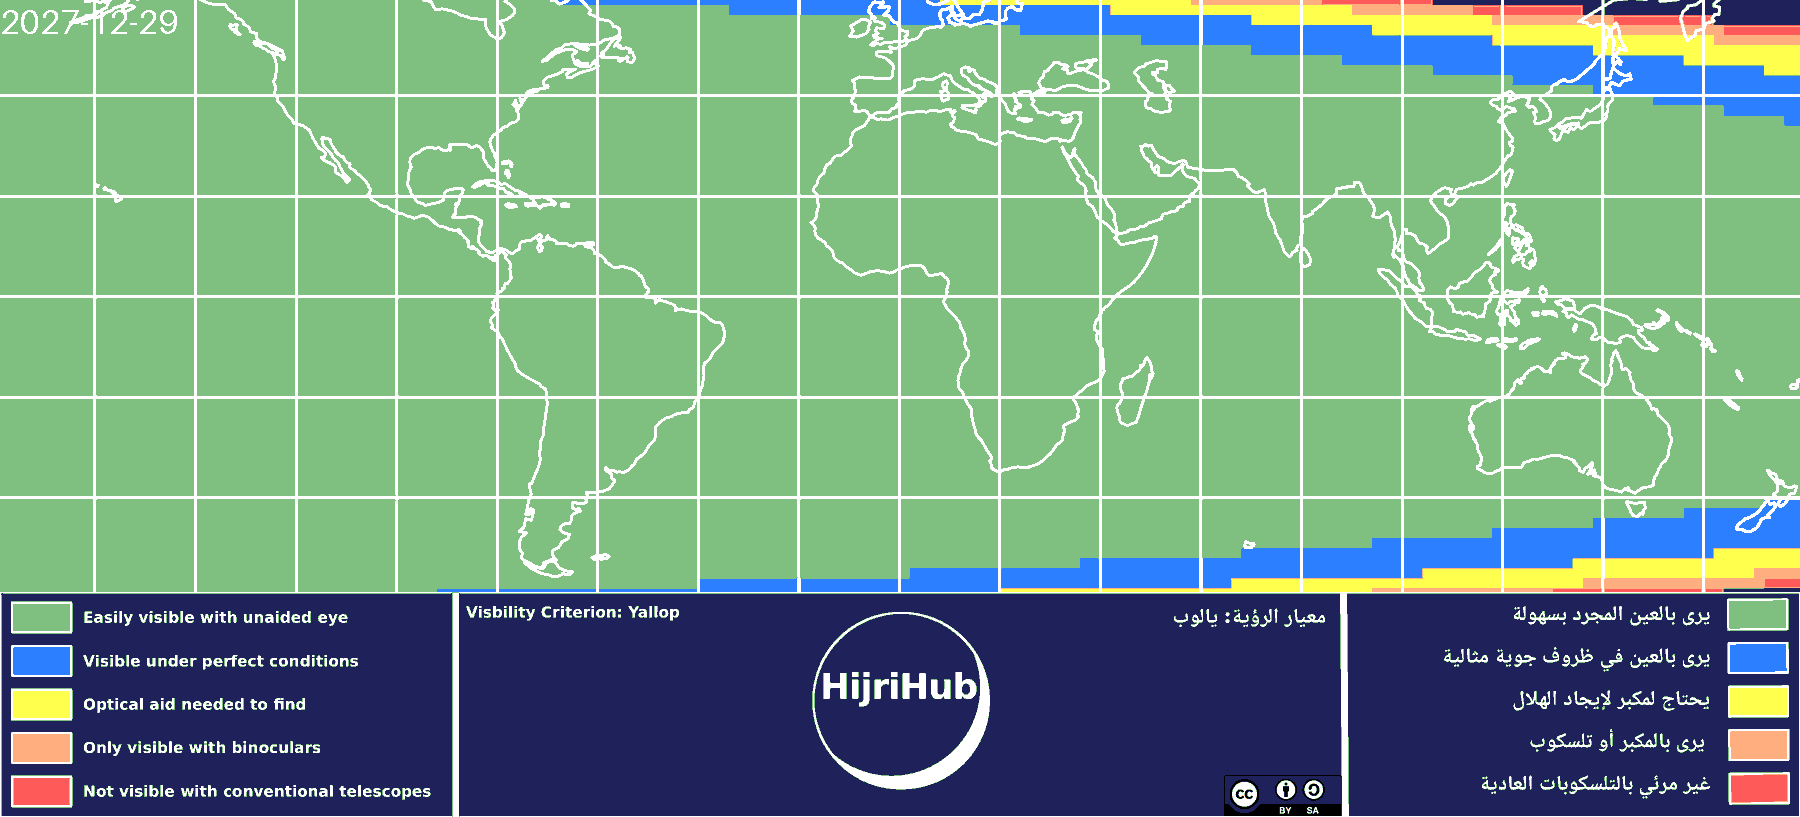 2027-12-29
Easily visible with unaided eye
Visible under perfect conditions
Optical aid needed to find
Only visible with binoculars
Not visible with conventional telescopes
Visbility Criterion: Yallop
معيار الرؤية: يالوب
HijriHub
cc
BY SA
يرى بالعين المجرد بسهولة
يرى بالعين في ظروف جوية مثالية
يحتاج لمكبر لإيجاد الهلال
يرى بالمكبر أو تلسكوب
غير مرئي بالتلسكوبات العادية